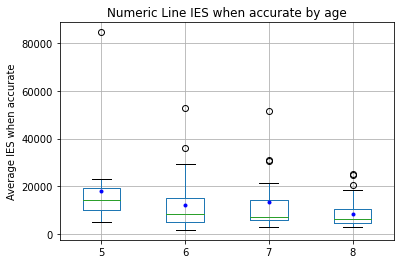 Numeric Line IES when accurate by age
Average IES when accurate
80000
60000
40000
20000
0
5 6 7 8